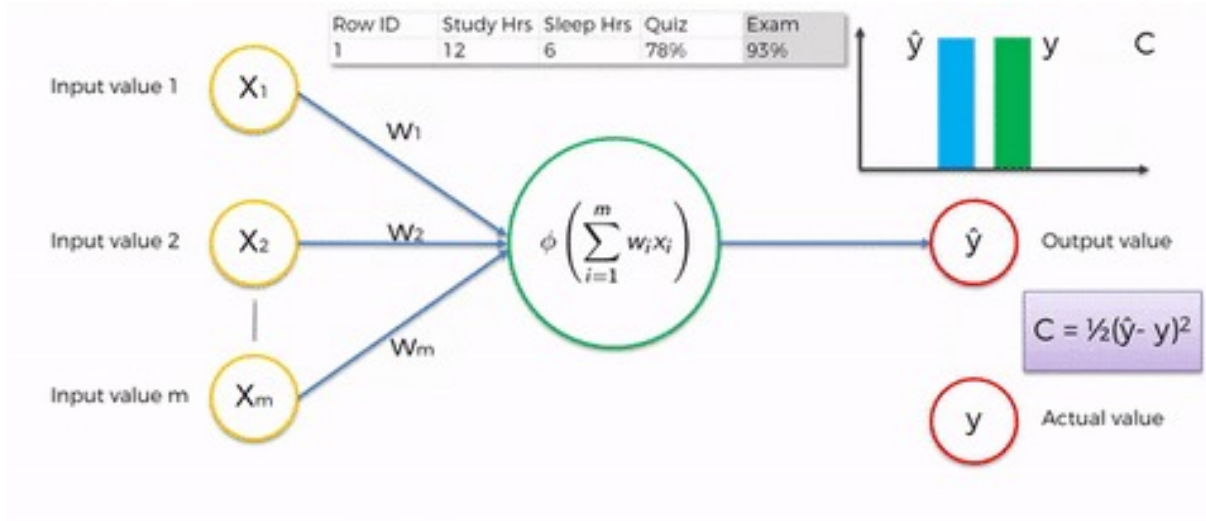 Row ID Study Hrs Sleep Hrs Quiz Exam
1 12 6 78% 93%
ŷ y C
Input value 1 X₁
W₁
Input value 2 X₂ W₂ ϕ(∑ᵢ₌₁ᵐ wᵢxᵢ) ŷ Output value
C = ½(ŷ- y)²
Wₘ
Input value m Xₘ
y Actual value